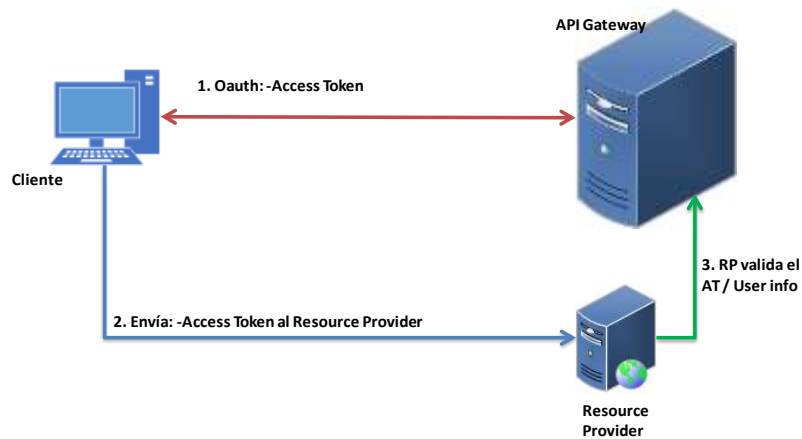 API Gateway
1. Oauth: -Access Token
Cliente
3. RP valida el
AT / User info
2. Envía: -Access Token al Resource Provider
Resource
Provider